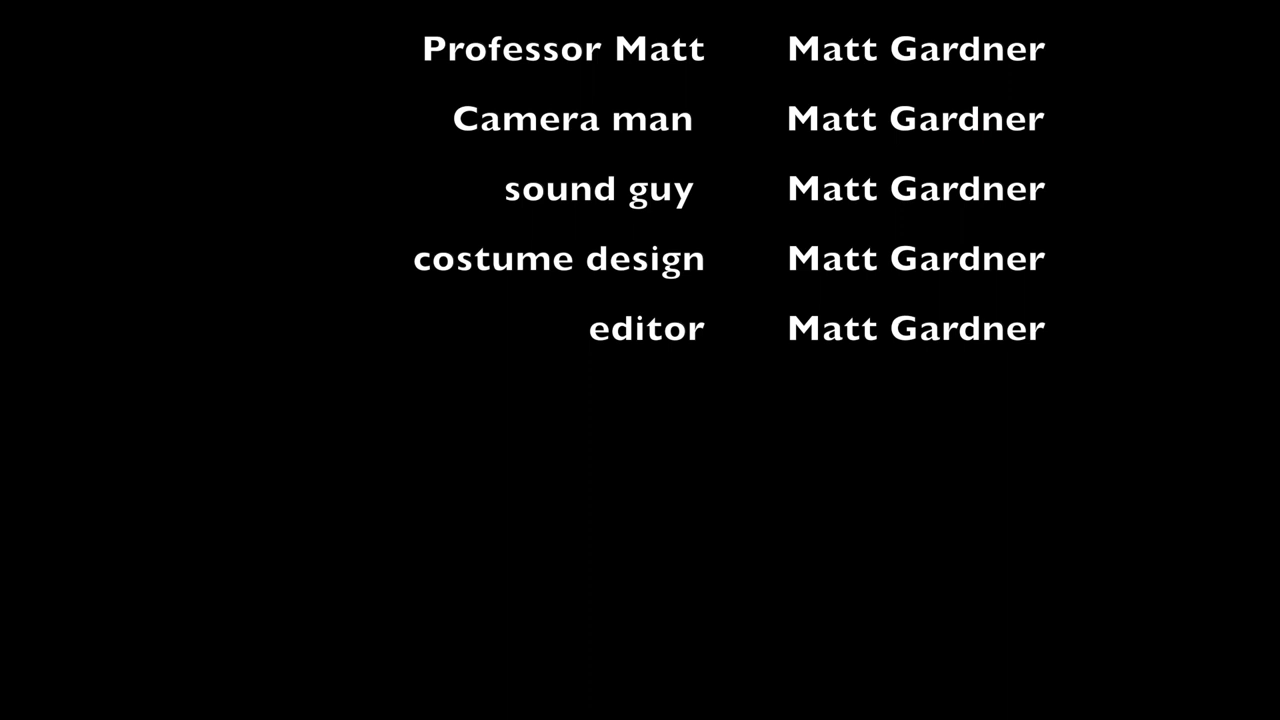 Professor Matt Matt Gardner
Camera man Matt Gardner
sound guy Matt Gardner
costume design Matt Gardner
editor Matt Gardner